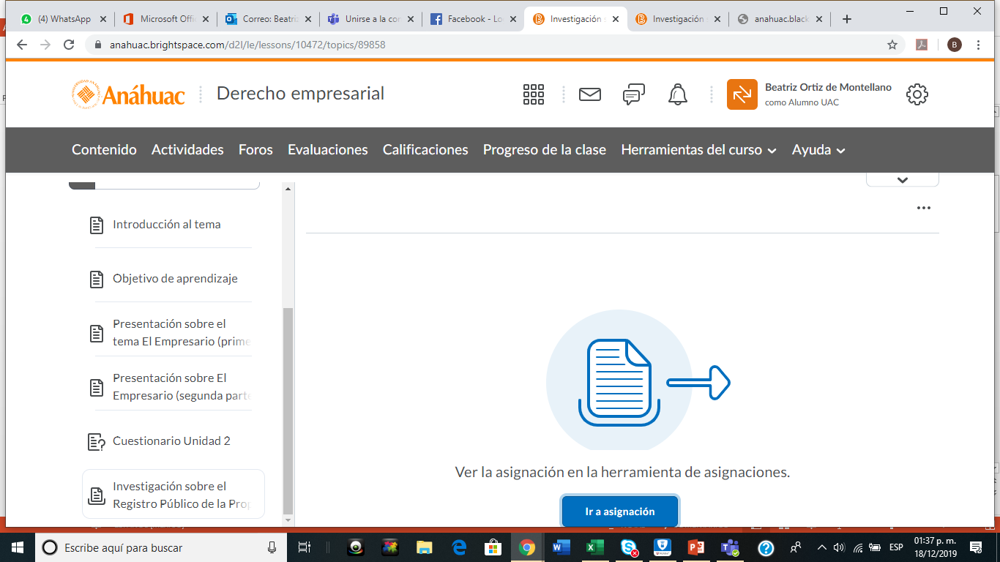 (4) WhatsApp
Microsoft Offi
Correo: Beatri
Unirse a la con
Facebook - Lo
Investigación s
Investigación
anahuac.black
anahuac.brightspace.com/d2l/le/lessons/10472/topics/89858
B
Anáhuac
Derecho empresarial
Beatriz Ortiz de Montellano
como Alumno UAC
Contenido Actividades Foros Evaluaciones Calificaciones Progreso de la clase Herramientas del curso Ayuda
Introducción al tema
Objetivo de aprendizaje
Presentación sobre el
tema El Empresario (prime
Presentación sobre El
Empresario (segunda parte
Cuestionario Unidad 2
Investigación sobre el
Registro Público de la Prop
Ver la asignación en la herramienta de asignaciones.
Ir a asignación
Escribe aquí para buscar
ESP
01:37 p. m.
18/12/2019